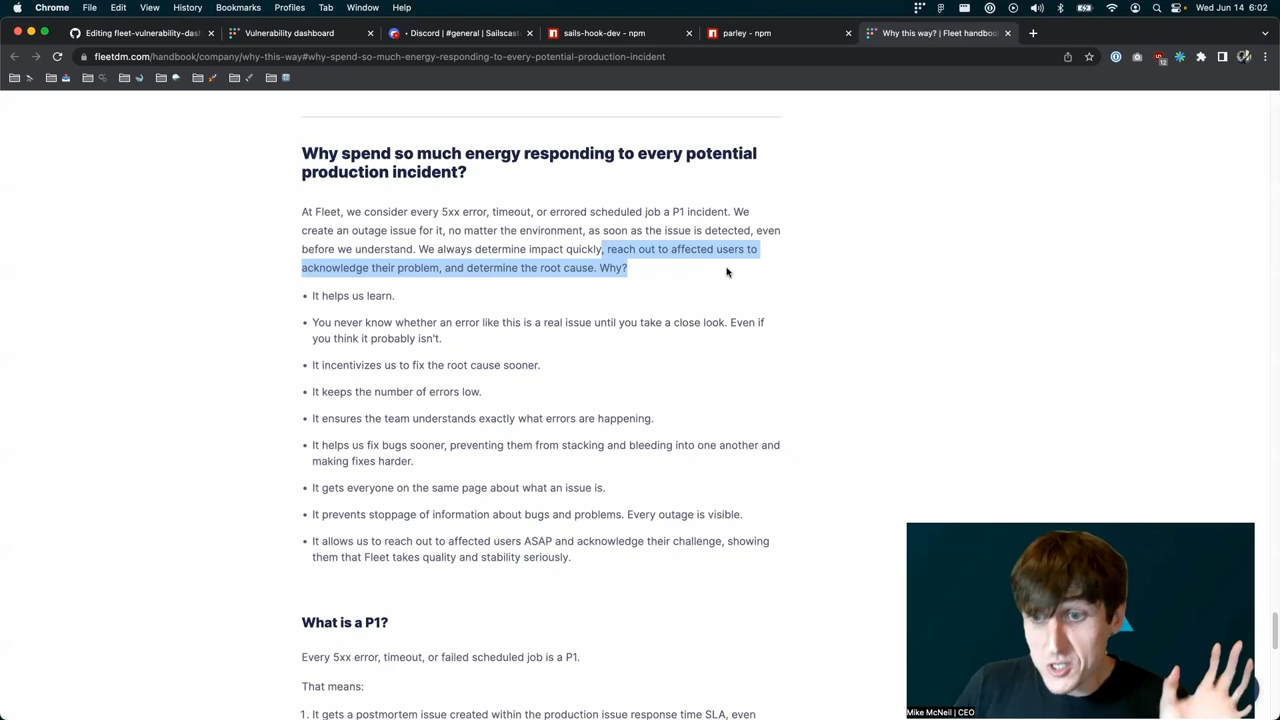 Chrome File Edit View History Bookmarks Profiles Tab Window Help Wed Jun 14 6:02
Editing fleet-vulnerability-das
Vulnerability dashboard
Discord | #general | Sailscast
sails-hook-dev - npm
parley - npm
Why this way? | Fleet handboo
fleetdm.com/handbook/company/why-this-way#why-spend-so-much-energy-responding-to-every-potential-production-incident
Why spend so much energy responding to every potential
production incident?
At Fleet, we consider every 5xx error, timeout, or errored scheduled job a P1 incident. We
create an outage issue for it, no matter the environment, as soon as the issue is detected, even
before we understand. We always determine impact quickly, reach out to affected users to
acknowledge their problem, and determine the root cause. Why?
• It helps us learn.
• You never know whether an error like this is a real issue until you take a close look. Even if
you think it probably isn't.
• It incentivizes us to fix the root cause sooner.
• It keeps the number of errors low.
• It ensures the team understands exactly what errors are happening.
• It helps us fix bugs sooner, preventing them from stacking and bleeding into one another and
making fixes harder.
• It gets everyone on the same page about what an issue is.
• It prevents stoppage of information about bugs and problems. Every outage is visible.
• It allows us to reach out to affected users ASAP and acknowledge their challenge, showing
them that Fleet takes quality and stability seriously.
What is a P1?
Every 5xx error, timeout, or failed scheduled job is a P1.
That means:
1. It gets a postmortem issue created within the production issue response time SLA, even
Mike McNeil | CEO